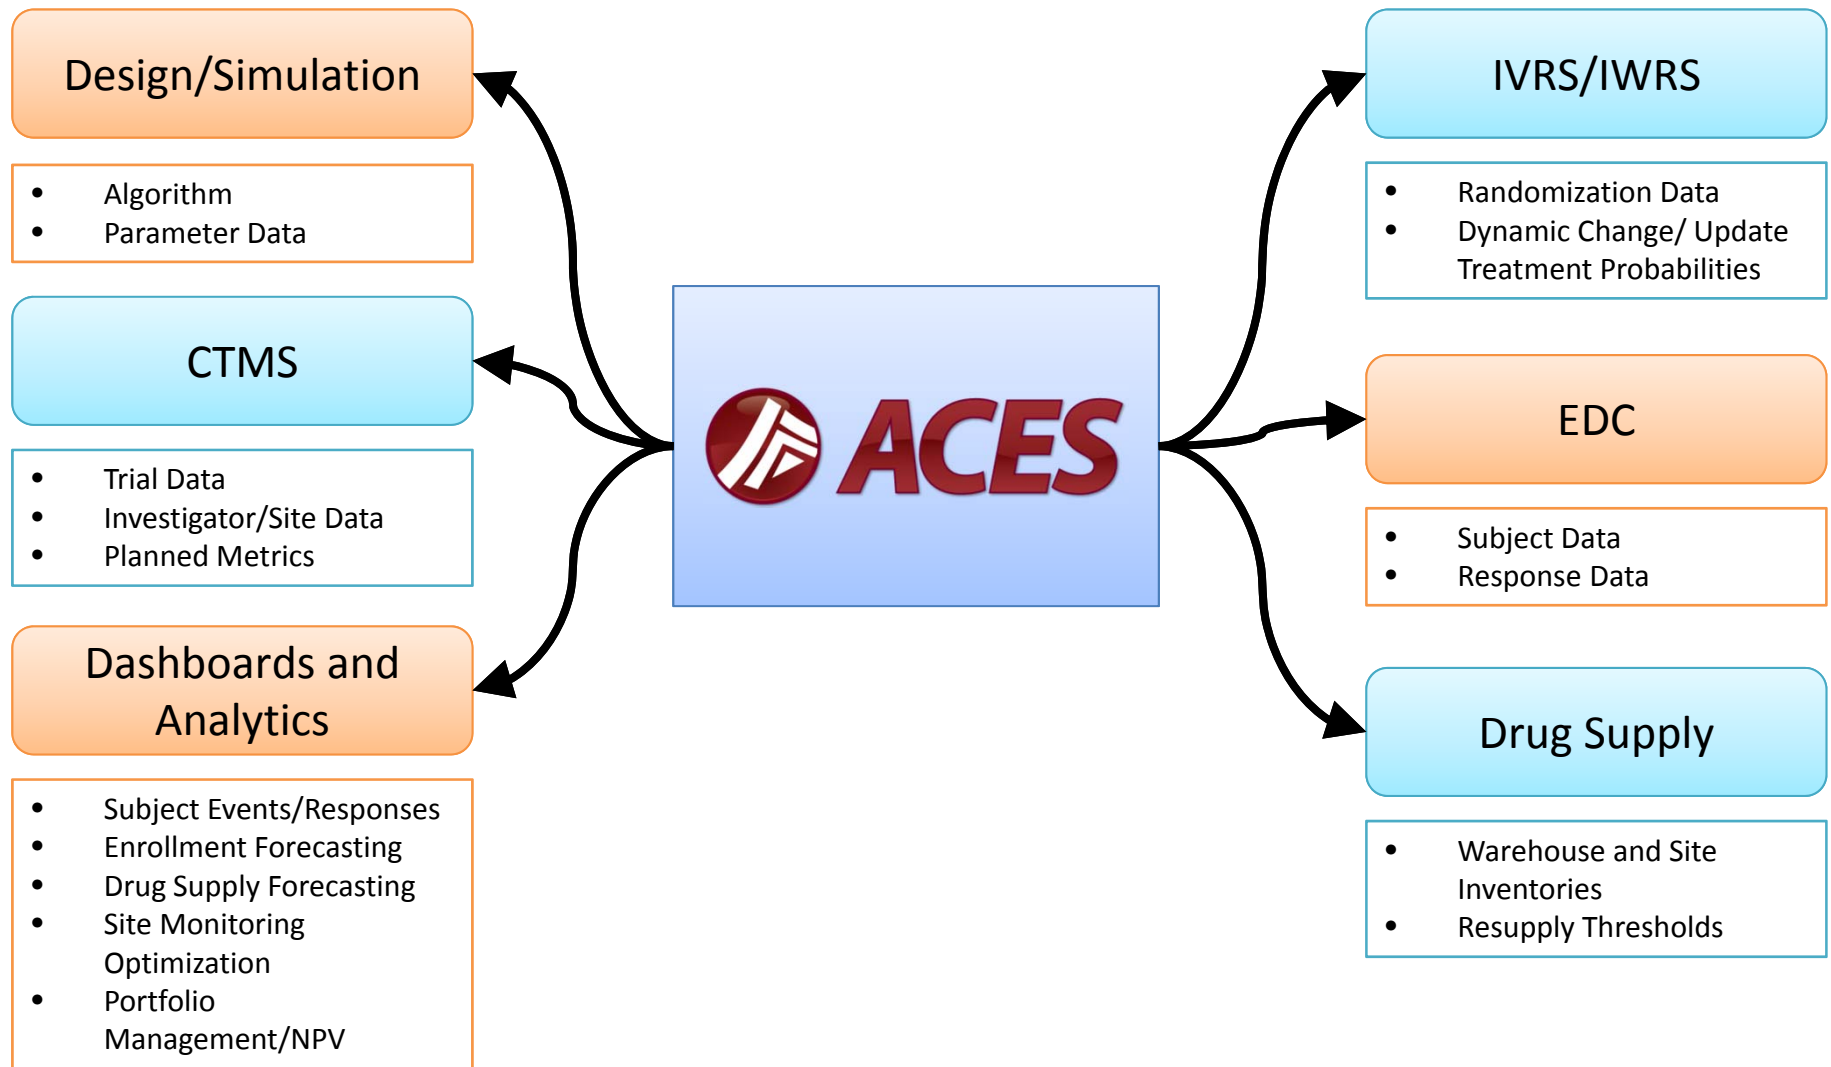 Design/Simulation
• Algorithm
• Parameter Data
CTMS
• Trial Data
• Investigator/Site Data
• Planned Metrics
Dashboards and
Analytics
• Subject Events/Responses
• Enrollment Forecasting
• Drug Supply Forecasting
• Site Monitoring
Optimization
• Portfolio
Management/NPV
ACES
IVRS/IWRS
• Randomization Data
• Dynamic Change/ Update
Treatment Probabilities
EDC
• Subject Data
• Response Data
Drug Supply
• Warehouse and Site
Inventories
• Resupply Thresholds